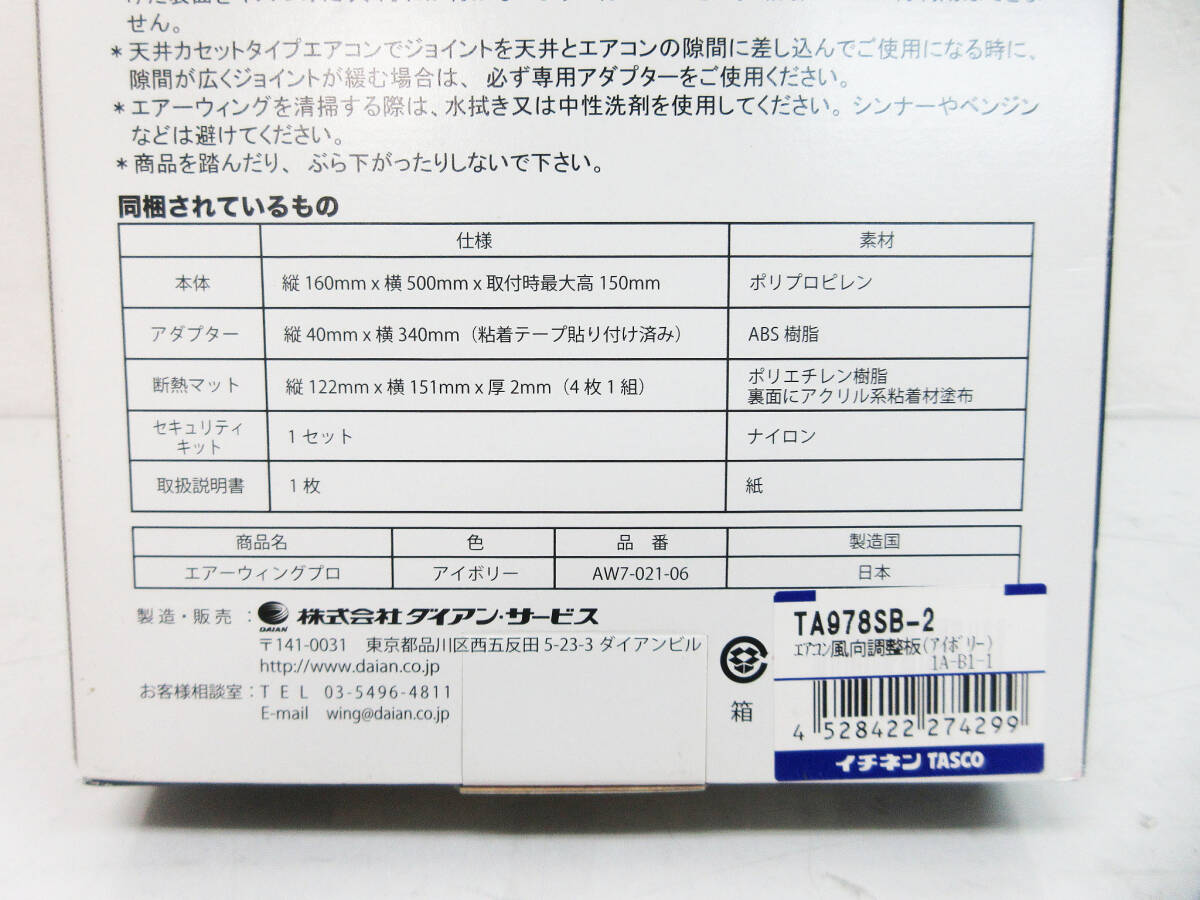 せん。
* 天井カセットタイプエアコンでジョイントを天井とエアコンの隙間に差し込んでご使用になる時に、
隙間が広くジョイントが緩む場合は、必ず専用アダプターをご使用ください。
* エアーウィングを清掃する際は、水拭き又は中性洗剤を使用してください。シンナーやベンジン
などは避けてください。
* 商品を踏んだり、ぶら下がったりしないで下さい。
同梱されているもの
仕様 素材
本体 縦 160mm x 横 500mm x 取付時最大高 150mm ポリプロピレン
アダプター 縦 40mm x 横 340mm（粘着テープ貼り付け済み） ABS 樹脂
断熱マット 縦 122mm x 横 151mm x 厚 2mm（4 枚 1 組） ポリエチレン樹脂
裏面にアクリル系粘着材塗布
セキュリティ
キット 1 セット ナイロン
取扱説明書 1 枚 紙
商品名 色 品 番 製造国
エアーウィングプロ アイボリー AW7-021-06 日本
製造・販売 : DAIAN 株式会社 ダイアン・サービス
〒141-0031 東京都品川区西五反田 5-23-3 ダイアンビル
http://www.daian.co.jp
お客様相談室 : T E L 03-5496-4811
E-mail wing@daian.co.jp
箱
TA978SB-2
エアコン風向調整板(アイボリー)
1A-B1-1
4 528422 274299
イチネン TASCO